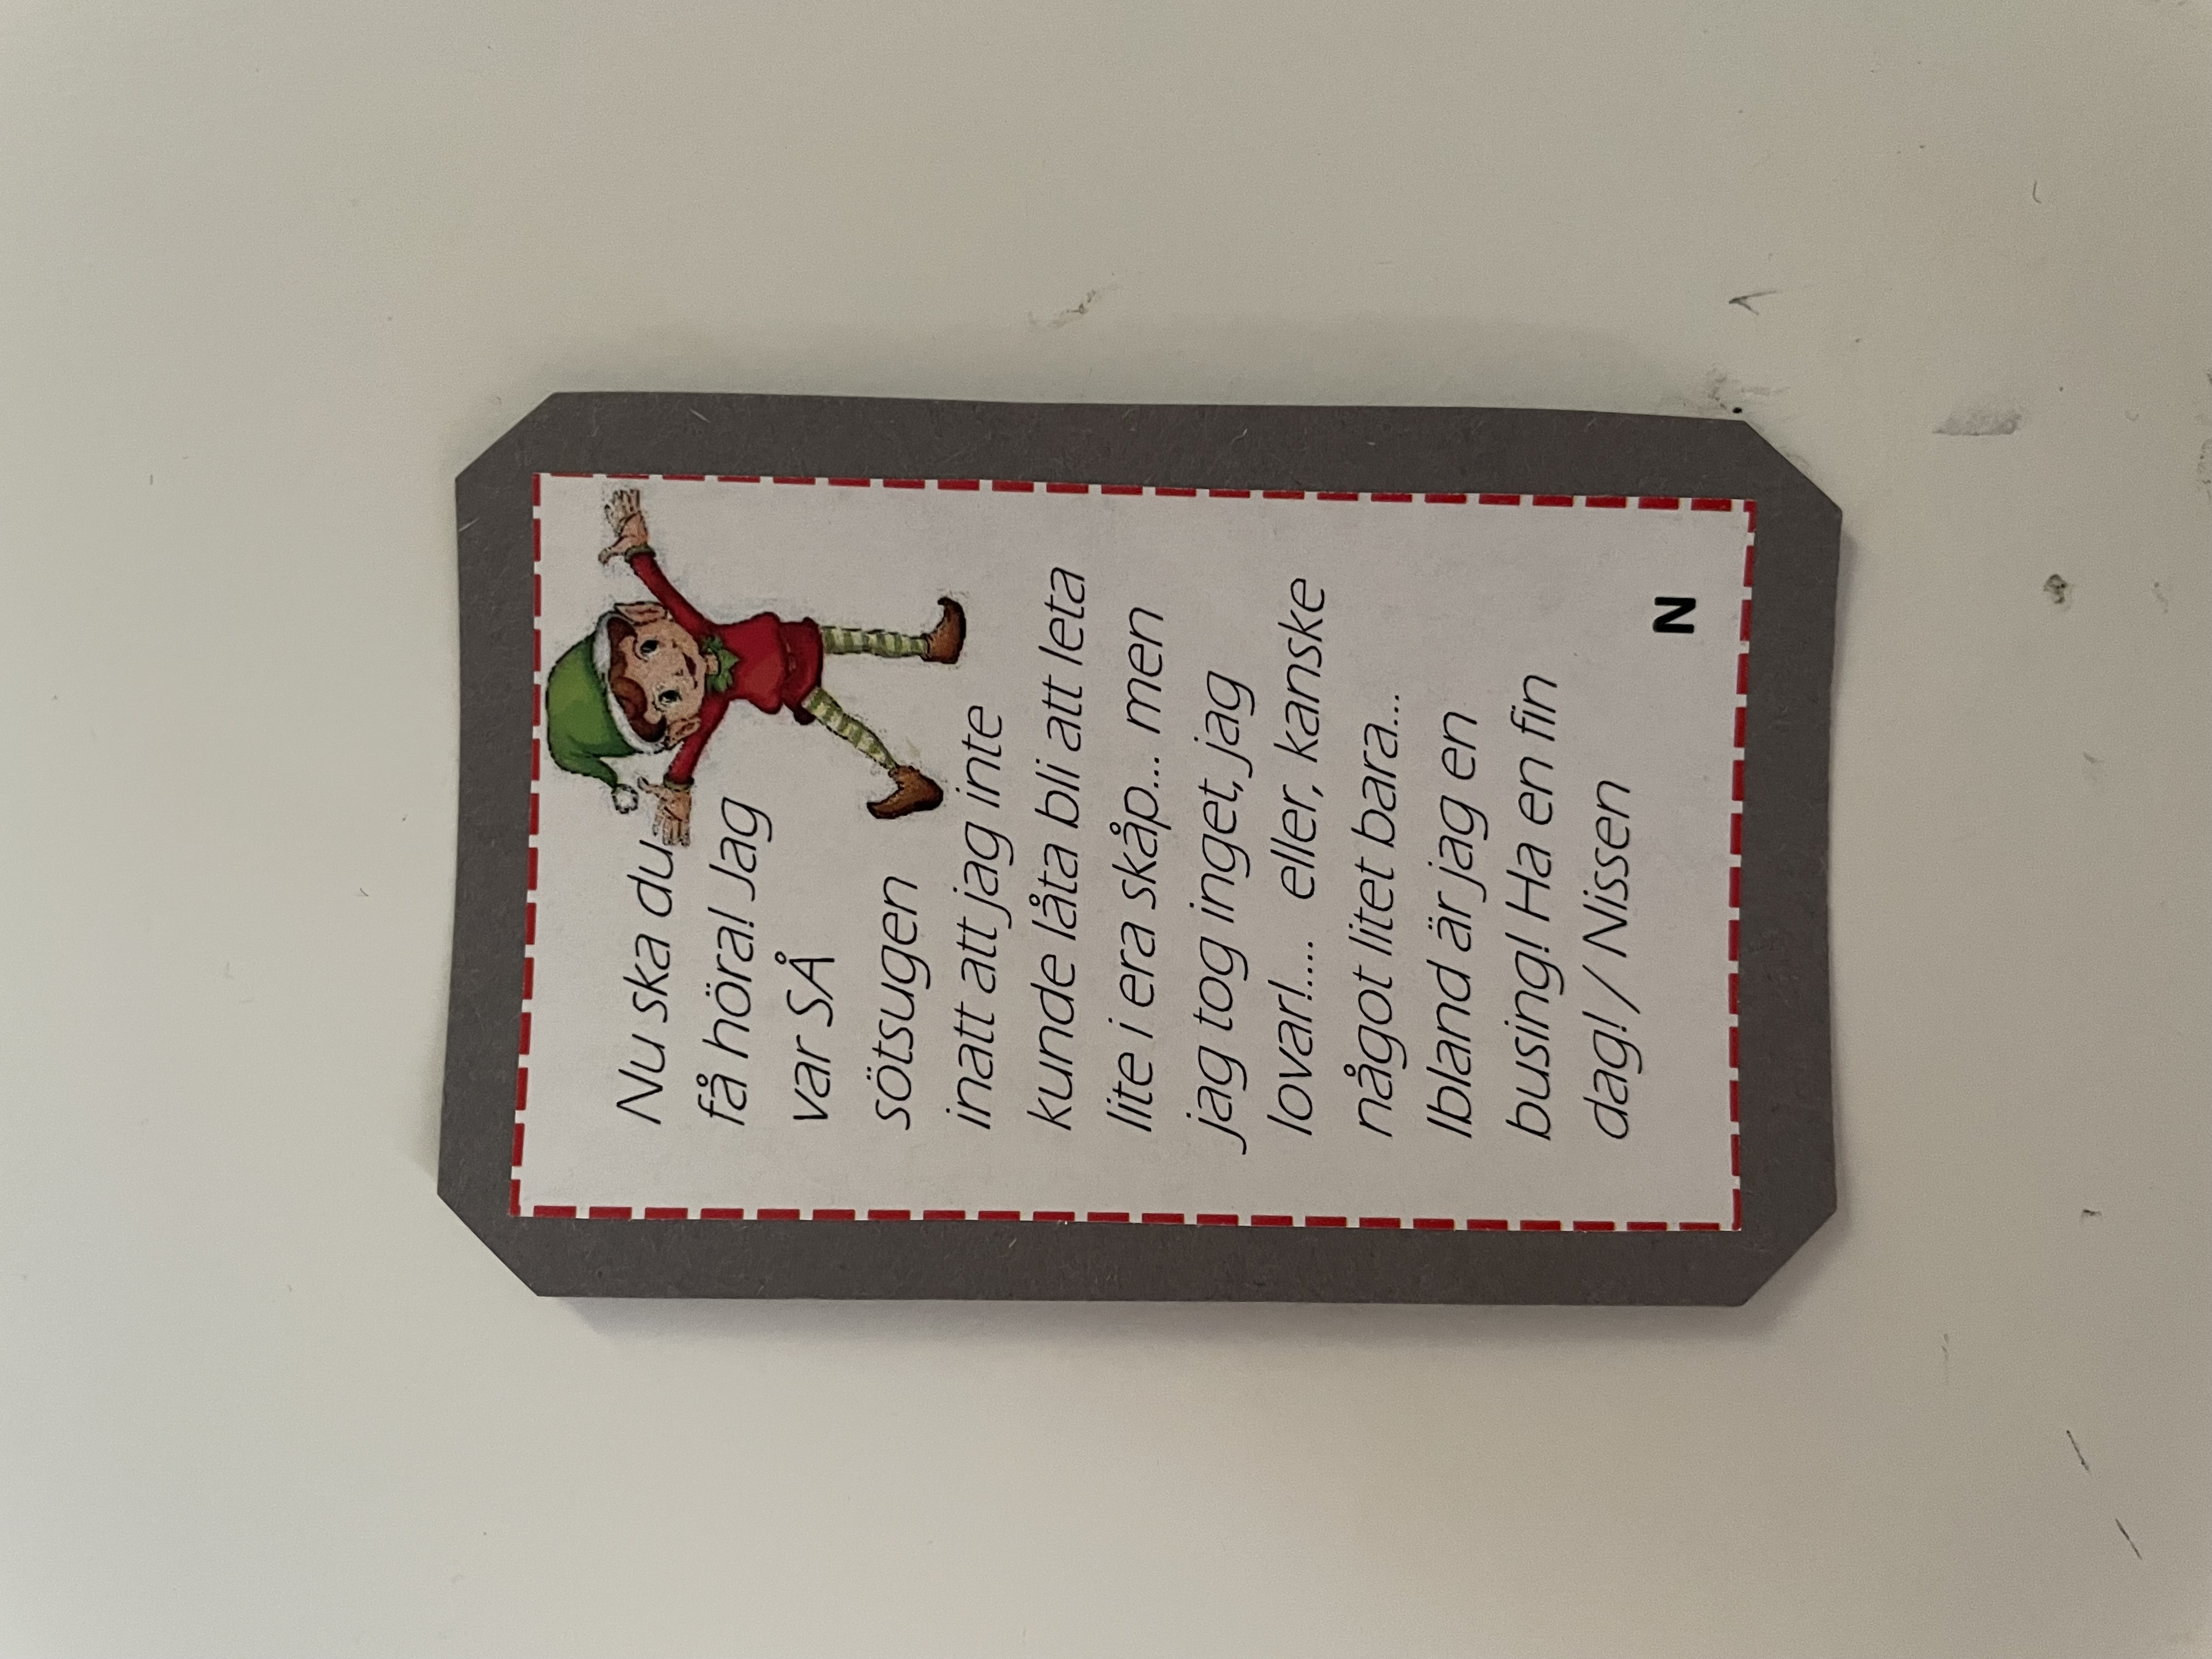 Nu ska du
få höra! Jag
var SÅ
sötsugen
inatt att jag inte
kunde låta bli att leta
lite i era skåp... men
jag tog inget, jag
lovar!.... eller, kanske
något litet bara...
Ibland är jag en
busing! Ha en fin
dag! / Nissen
N